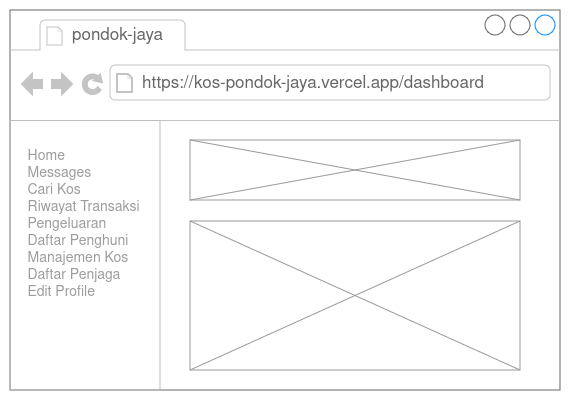 pondok-jaya
https://kos-pondok-jaya.vercel.app/dashboard
Home
Messages
Cari Kos
Riwayat Transaksi
Pengeluaran
Daftar Penghuni
Manajemen Kos
Daftar Penjaga
Edit Profile